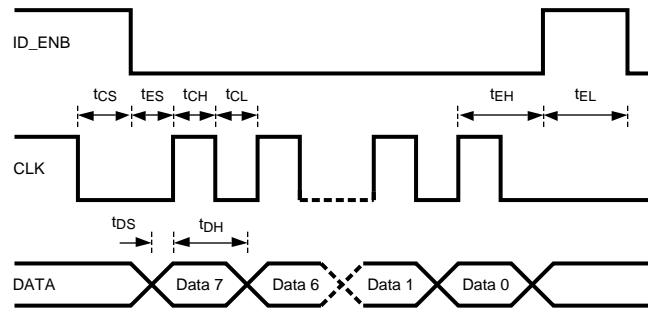 ID_ENB
tCS tES tCH tCL tEH tEL
CLK
tDS tDH
DATA Data 7 Data 6 Data 1 Data 0